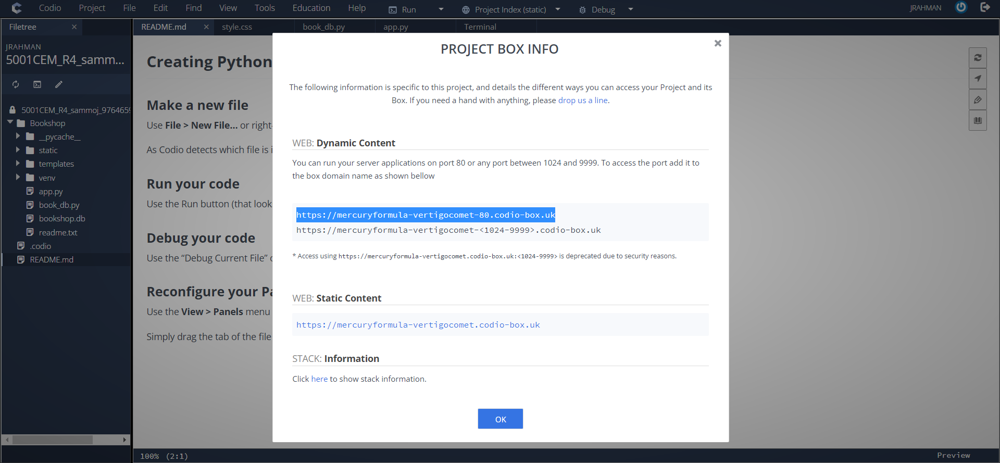 Codio Project File Edit Find View Tools Education Help Run Project Index (static) Debug JRAHMAN
Filetree
README.md style.css book_db.py app.py Terminal
JRAHMAN
5001CEM_R4_samm...
5001CEM_R4_sammoj_976465
Bookshop
__pycache__
static
templates
venv
app.py
book_db.py
bookshop.db
readme.txt
.codio
README.md
Creating Python
Make a new file
Use File > New File... or right-
As Codio detects which file is i
Run your code
Use the Run button (that look
Debug your code
Use the “Debug Current File”
Reconfigure your Pa
Use the View > Panels menu
Simply drag the tab of the file
PROJECT BOX INFO
The following information is specific to this project, and details the different ways you can access your Project and its
Box. If you need a hand with anything, please drop us a line.
WEB: Dynamic Content
You can run your server applications on port 80 or any port between 1024 and 9999. To access the port add it to
the box domain name as shown bellow
https://mercuryformula-vertigocomet-80.codio-box.uk
https://mercuryformula-vertigocomet-<1024-9999>.codio-box.uk
* Access using https://mercuryformula-vertigocomet.codio-box.uk:<1024-9999> is deprecated due to security reasons.
WEB: Static Content
https://mercuryformula-vertigocomet.codio-box.uk
STACK: Information
Click here to show stack information.
OK
100% (2:1) Preview